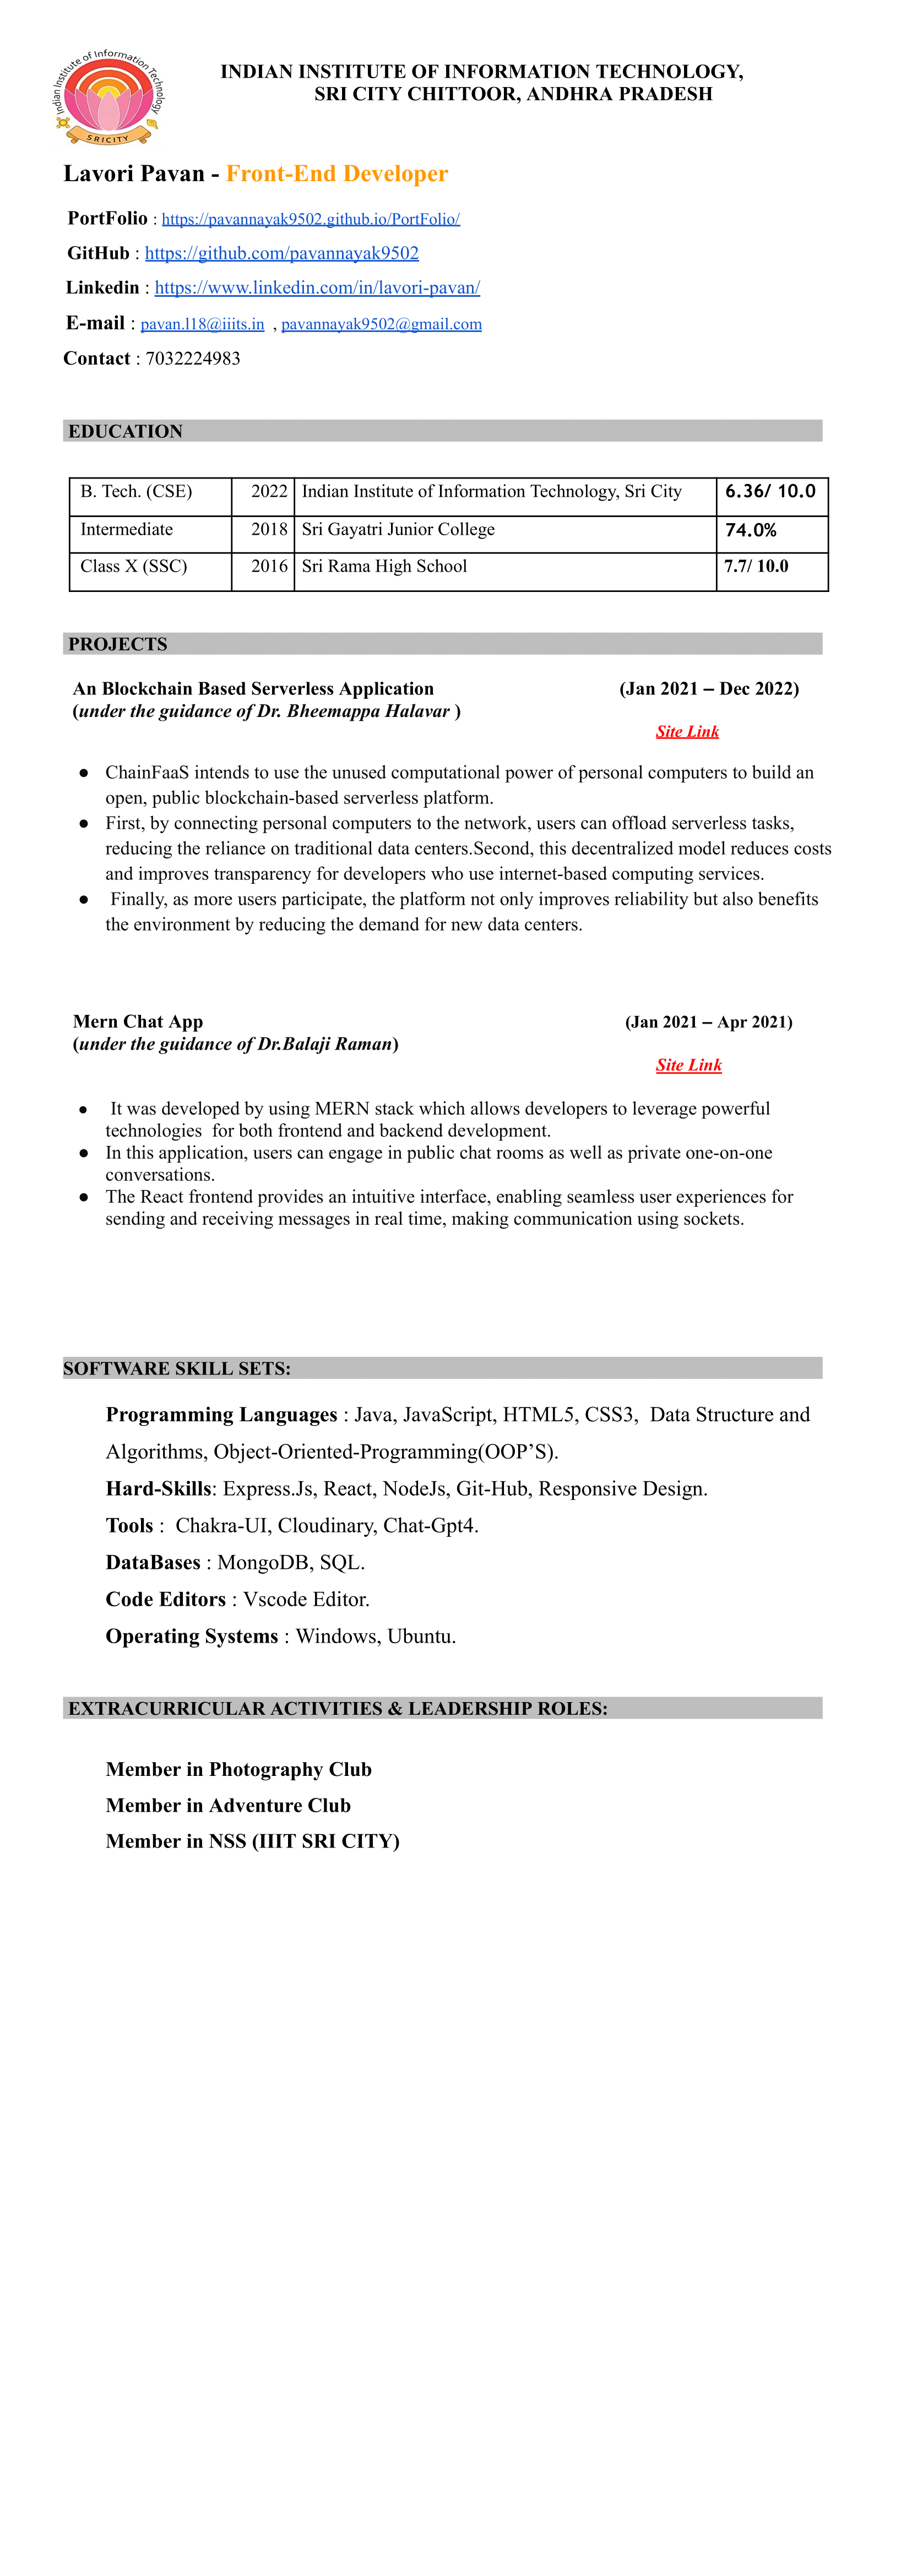 Indian Institute of Information Technology
SRICITY
INDIAN INSTITUTE OF INFORMATION TECHNOLOGY,
SRI CITY CHITTOOR, ANDHRA PRADESH
Lavori Pavan - Front-End Developer
PortFolio : https://pavannayak9502.github.io/PortFolio/
GitHub : https://github.com/pavannayak9502
Linkedin : https://www.linkedin.com/in/lavori-pavan/
E-mail : pavan.l18@iiits.in , pavannayak9502@gmail.com
Contact : 7032224983
EDUCATION
B. Tech. (CSE) 2022 Indian Institute of Information Technology, Sri City 6.36/ 10.0
Intermediate 2018 Sri Gayatri Junior College 74.0%
Class X (SSC) 2016 Sri Rama High School 7.7/ 10.0
PROJECTS
An Blockchain Based Serverless Application (Jan 2021 – Dec 2022)
(under the guidance of Dr. Bheemappa Halavar )
Site Link
● ChainFaaS intends to use the unused computational power of personal computers to build an
open, public blockchain-based serverless platform.
● First, by connecting personal computers to the network, users can offload serverless tasks,
reducing the reliance on traditional data centers.Second, this decentralized model reduces costs
and improves transparency for developers who use internet-based computing services.
● Finally, as more users participate, the platform not only improves reliability but also benefits
the environment by reducing the demand for new data centers.
Mern Chat App (Jan 2021 – Apr 2021)
(under the guidance of Dr.Balaji Raman)
Site Link
● It was developed by using MERN stack which allows developers to leverage powerful
technologies for both frontend and backend development.
● In this application, users can engage in public chat rooms as well as private one-on-one
conversations.
● The React frontend provides an intuitive interface, enabling seamless user experiences for
sending and receiving messages in real time, making communication using sockets.
SOFTWARE SKILL SETS:
Programming Languages : Java, JavaScript, HTML5, CSS3, Data Structure and
Algorithms, Object-Oriented-Programming(OOP’S).
Hard-Skills: Express.Js, React, NodeJs, Git-Hub, Responsive Design.
Tools : Chakra-UI, Cloudinary, Chat-Gpt4.
DataBases : MongoDB, SQL.
Code Editors : Vscode Editor.
Operating Systems : Windows, Ubuntu.
EXTRACURRICULAR ACTIVITIES & LEADERSHIP ROLES:
Member in Photography Club
Member in Adventure Club
Member in NSS (IIIT SRI CITY)